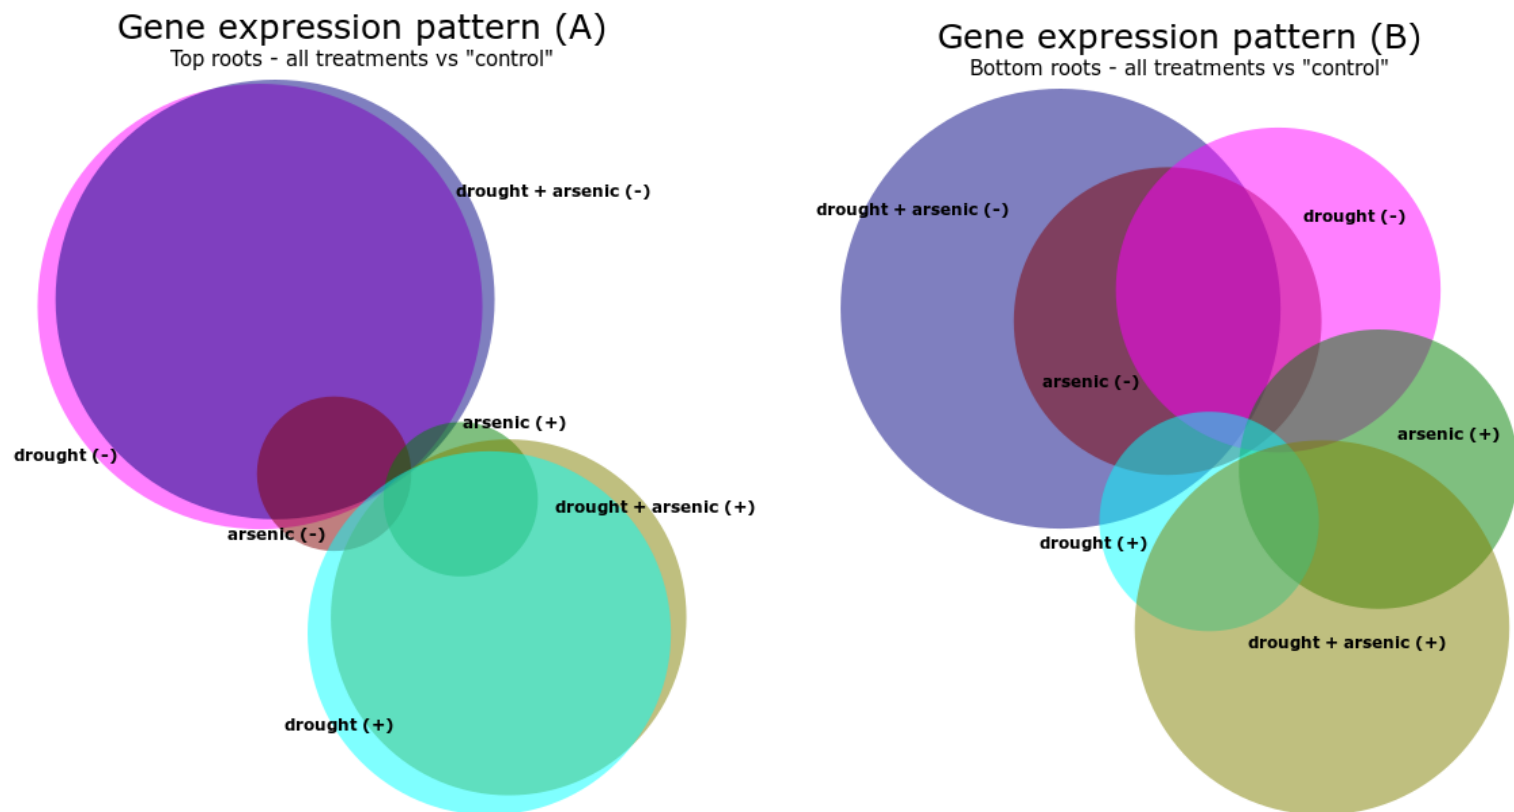 Gene expression pattern (A)
Top roots - all treatments vs "control"
drought + arsenic (-)
arsenic (+)
drought (-)
drought + arsenic (+)
arsenic (-)
drought (+)
Gene expression pattern (B)
Bottom roots - all treatments vs "control"
drought + arsenic (-)
drought (-)
arsenic (-)
arsenic (+)
drought (+)
drought + arsenic (+)